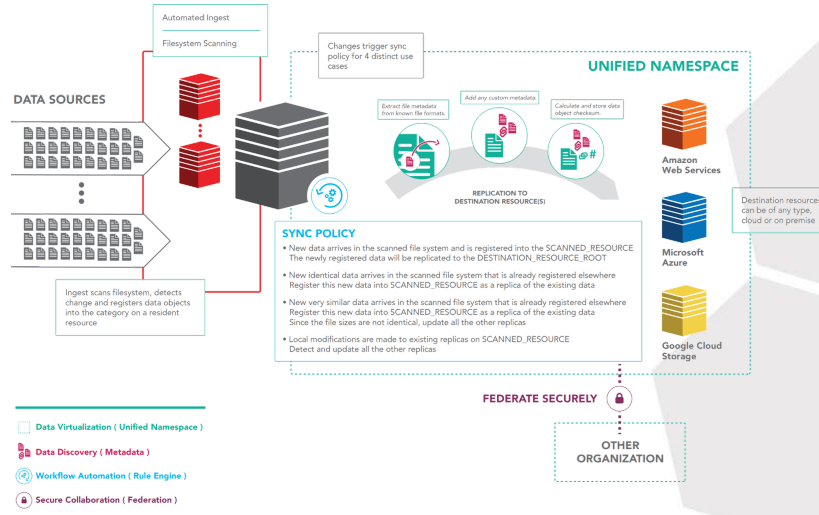 Automated Ingest
Filesystem Scanning
DATA SOURCES
Ingest scans filesystem, detects
change and registers data objects
into the category on a resident
resource
Changes trigger sync
policy for 4 distinct use
cases
UNIFIED NAMESPACE
Extract file metadata
from known file formats.
Add any custom metadata.
Calculate and store data
object checksum.
#
REPLICATION TO
DESTINATION RESOURCE(S)
SYNC POLICY
• New data arrives in the scanned file system and is registered into the SCANNED_RESOURCE
The newly registered data will be replicated to the DESTINATION_RESOURCE_ROOT
• New identical data arrives in the scanned file system that is already registered elsewhere
Register this new data into SCANNED_RESOURCE as a replica of the existing data
• New very similar data arrives in the scanned file system that is already registered elsewhere
Register this new data into SCANNED_RESOURCE as a replica of the existing data
Since the file sizes are not identical, update all the other replicas
• Local modifications are made to existing replicas on SCANNED_RESOURCE
Detect and update all the other replicas
Amazon
Web Services
Microsoft
Azure
Google Cloud
Storage
Destination resources
can be of any type,
cloud or on premise
FEDERATE SECURELY
OTHER
ORGANIZATION
Data Virtualization ( Unified Namespace )
Data Discovery ( Metadata )
Workflow Automation ( Rule Engine )
Secure Collaboration ( Federation )